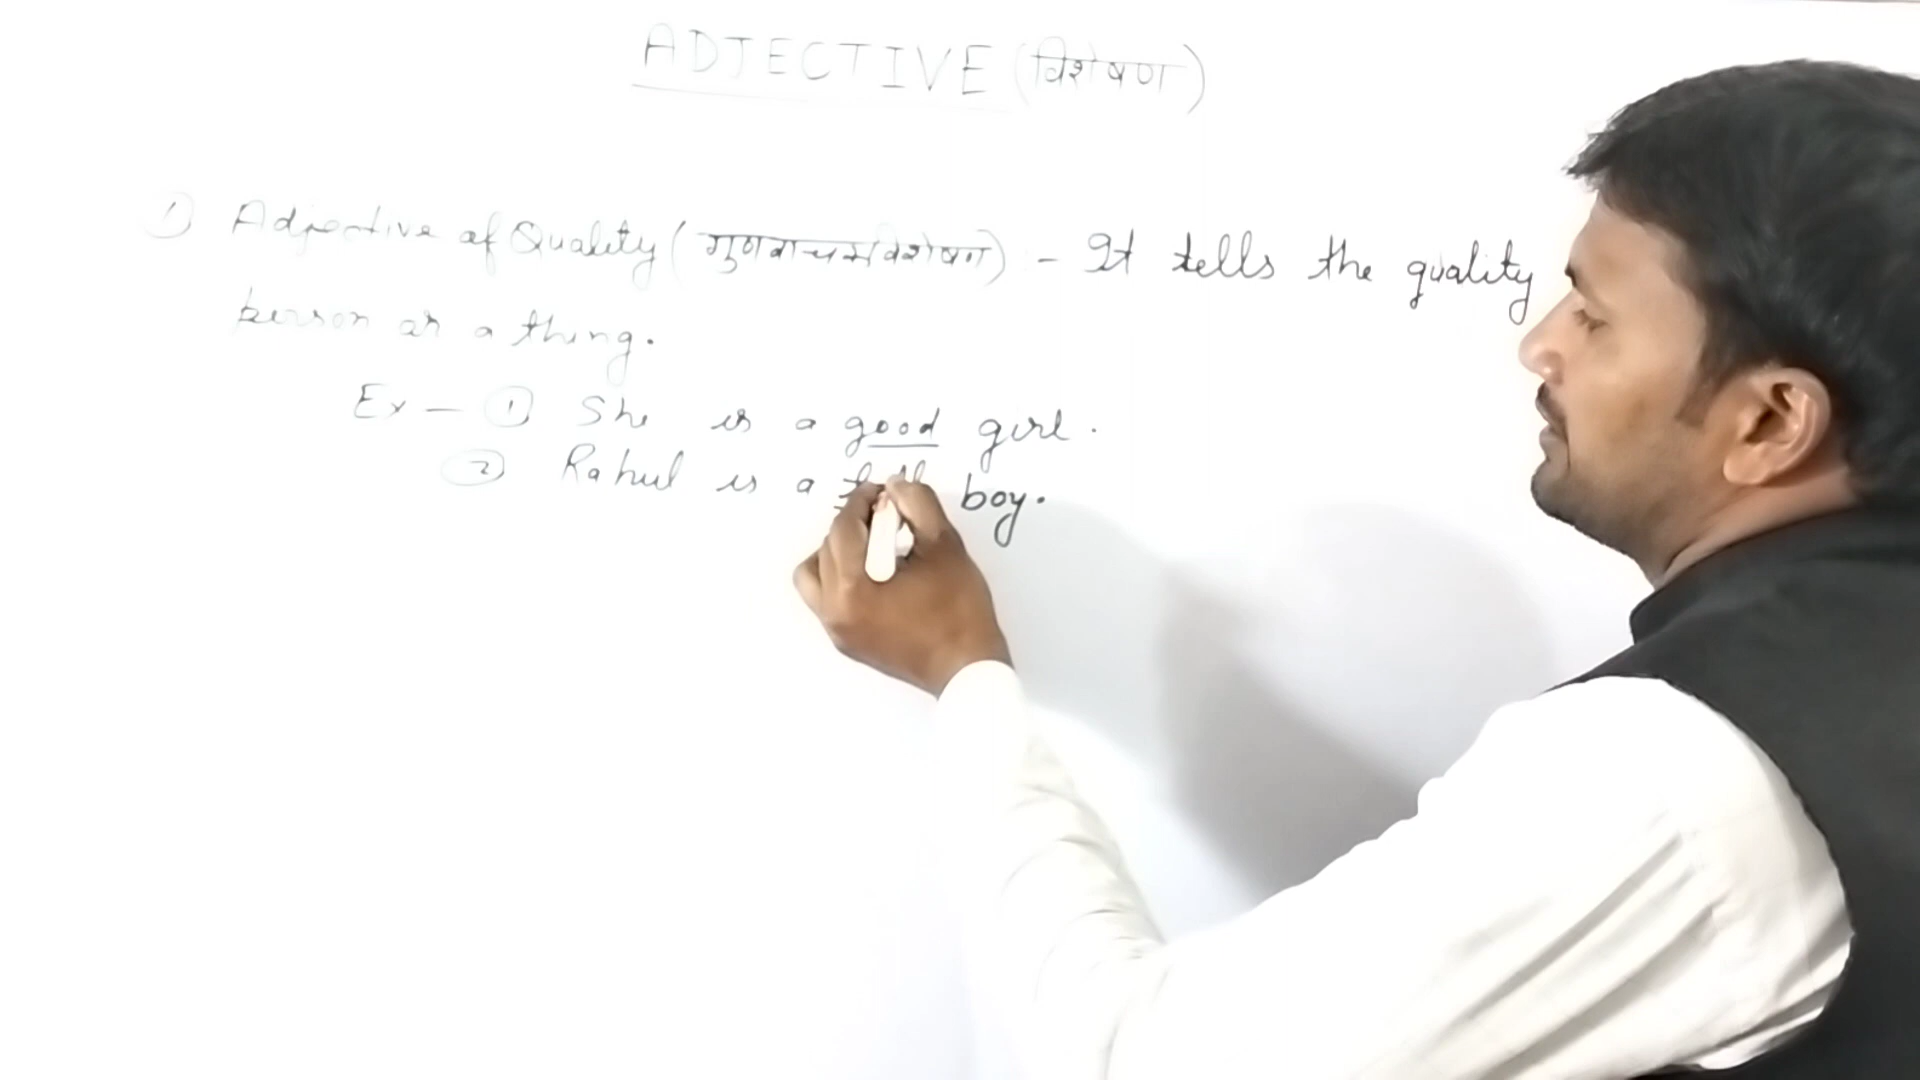 ADJECTIVE (विशेषण)
1 Adjective of Quality (गुणवाचक विशेषण) - It tells the quality
person or a thing.
Ex - 1 She is a good girl.
2 Rahul is a boy.